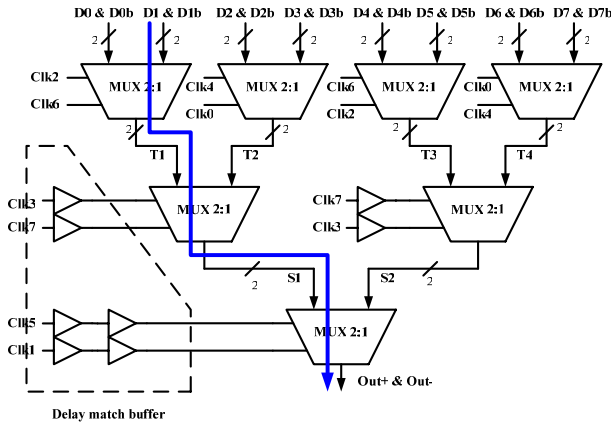 D0 & D0b D1 & D1b D2 & D2b D3 & D3b D4 & D4b D5 & D5b D6 & D6b D7 & D7b
2 2 2 2 2 2 2 2
Clk2 MUX 2:1 Clk4 MUX 2:1 Clk6 MUX 2:1 Clk0 MUX 2:1
Clk6 Clk0 Clk2 Clk4
2 2 2 2
T1 T2 T3 T4
Clk3 MUX 2:1 Clk7 MUX 2:1
Clk7 Clk3
2 S1 S2 2
Clk5 MUX 2:1
Clk1
Out+ & Out-
Delay match buffer